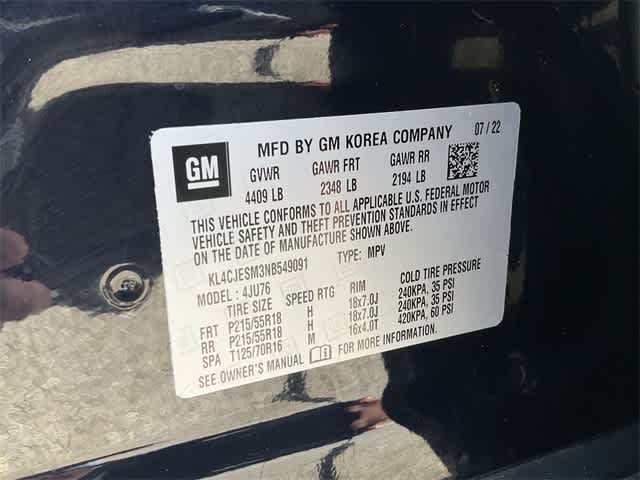 GM
MFD BY GM KOREA COMPANY 07/22
GVWR GAWR FRT GAWR RR
4409 LB 2348 LB 2194 LB
THIS VEHICLE CONFORMS TO ALL APPLICABLE U.S. FEDERAL MOTOR
VEHICLE SAFETY AND THEFT PREVENTION STANDARDS IN EFFECT
ON THE DATE OF MANUFACTURE SHOWN ABOVE.
KL4CJESM3NB549091 TYPE: MPV
MODEL: 4JU76
TIRE SIZE SPEED RTG RIM COLD TIRE PRESSURE
FRT P215/55R18 H 18x7.0J 240KPA, 35 PSI
RR P215/55R18 H 18x7.0J 240KPA, 35 PSI
SPA T125/70R16 M 16x4.0T 420KPA, 60 PSI
SEE OWNER'S MANUAL FOR MORE INFORMATION.